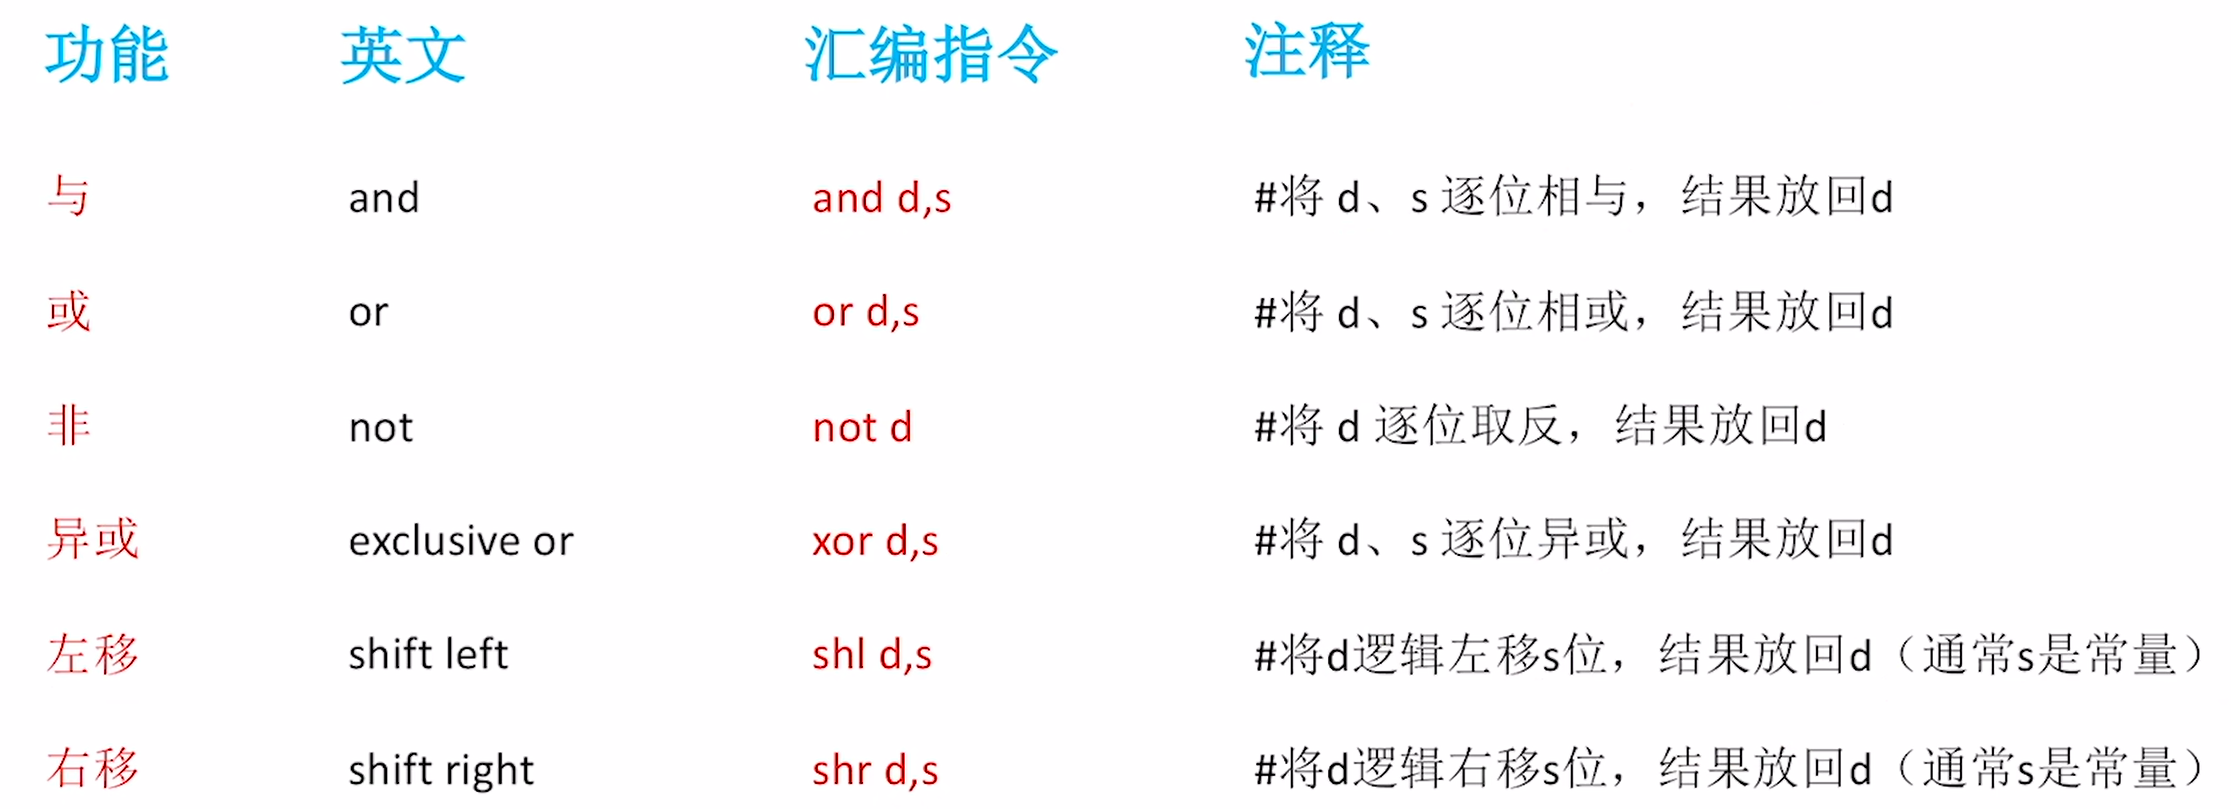 功能 英文 汇编指令 注释
与 and and d,s #将 d、s 逐位相与，结果放回d
或 or or d,s #将 d、s 逐位相或，结果放回d
非 not not d #将 d 逐位取反，结果放回d
异或 exclusive or xor d,s #将 d、s 逐位异或，结果放回d
左移 shift left shl d,s #将d逻辑左移s位，结果放回d（通常s是常量）
右移 shift right shr d,s #将d逻辑右移s位，结果放回d（通常s是常量）